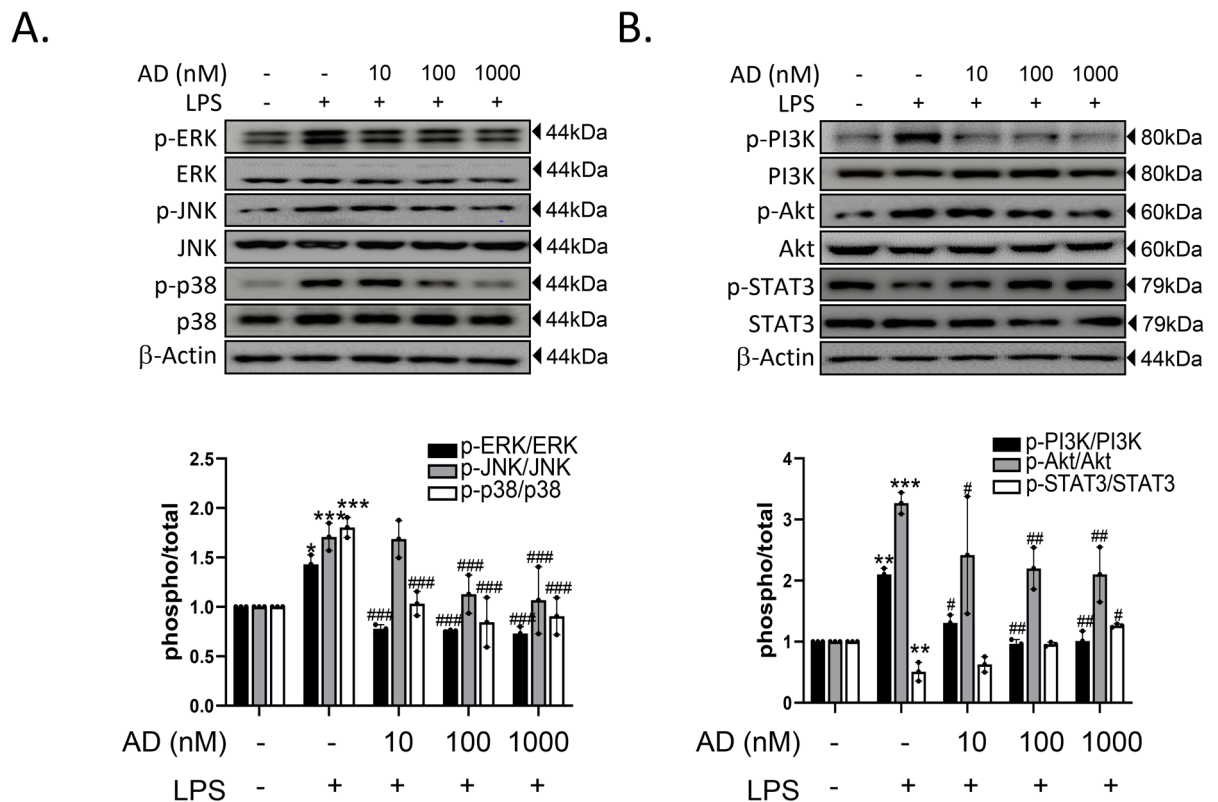 A.
AD (nM) - - 10 100 1000
LPS - + + + +
p-ERK 44kDa
ERK 44kDa
p-JNK 44kDa
JNK 44kDa
p-p38 44kDa
p38 44kDa
β-Actin 44kDa
p-ERK/ERK
p-JNK/JNK
p-p38/p38
phospho/total
2.5
2.0
1.5
1.0
0.5
0.0
* *** ***
### ###
### ### ###
### ### ###
AD (nM) - - 10 100 1000
LPS - + + + +
B.
AD (nM) - - 10 100 1000
LPS - + + + +
p-PI3K 80kDa
PI3K 80kDa
p-Akt 60kDa
Akt 60kDa
p-STAT3 79kDa
STAT3 79kDa
β-Actin 44kDa
p-PI3K/PI3K
p-Akt/Akt
p-STAT3/STAT3
phospho/total
4
3
2
1
0
** *** **
# #
## ##
## ## #
AD (nM) - - 10 100 1000
LPS - + + + +